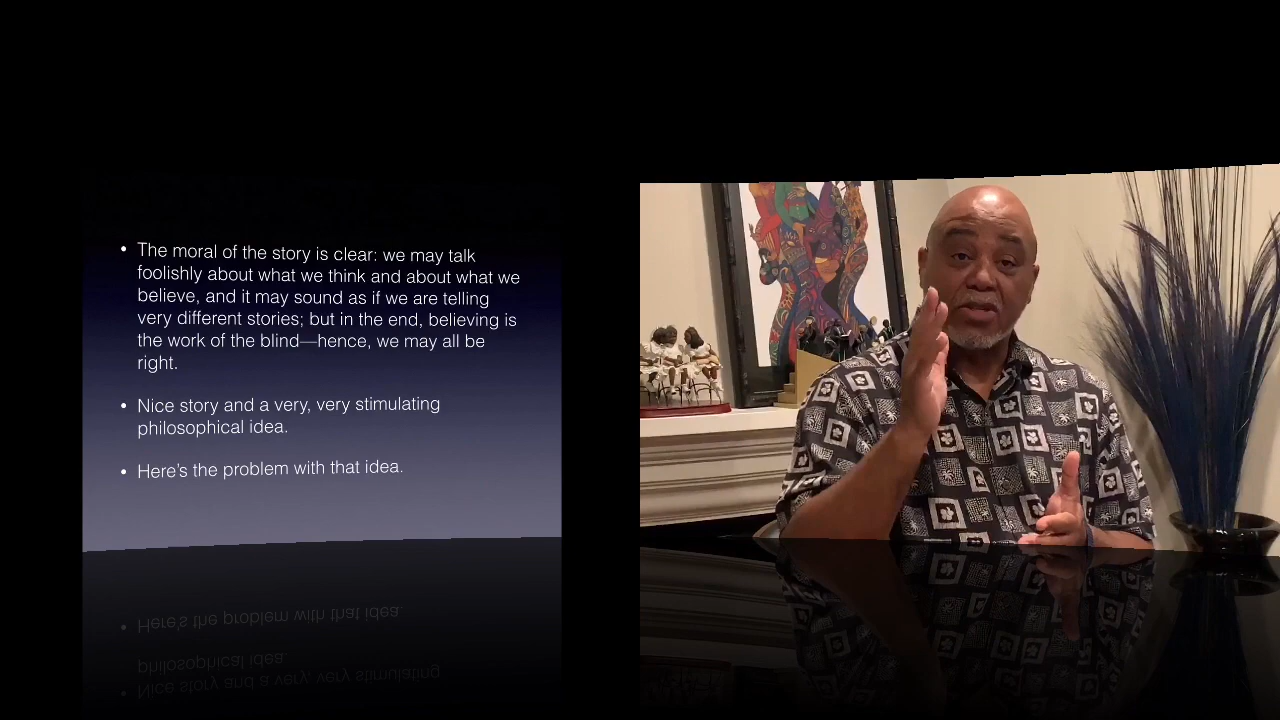 • The moral of the story is clear: we may talk
foolishly about what we think and about what we
believe, and it may sound as if we are telling
very different stories; but in the end, believing is
the work of the blind—hence, we may all be
right.
• Nice story and a very, very stimulating
philosophical idea.
• Here's the problem with that idea.